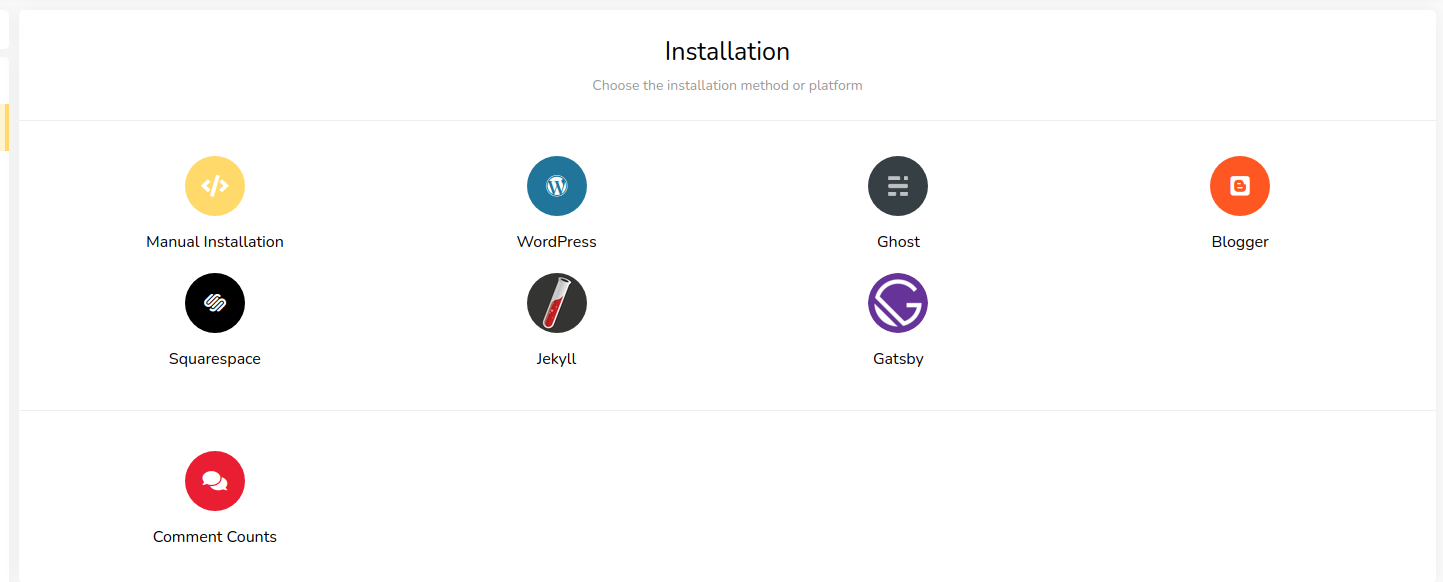 Installation
Choose the installation method or platform
Manual Installation
WordPress
Ghost
Blogger
Squarespace
Jekyll
Gatsby
Comment Counts